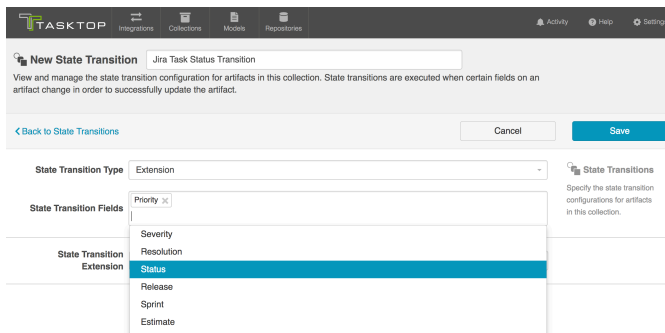 TASKTOP
Integrations
Collections
Models
Repositories
Activity
Help
Setting
New State Transition
Jira Task Status Transition
View and manage the state transition configuration for artifacts in this collection. State transitions are executed when certain fields on an
artifact change in order to successfully update the artifact.
Back to State Transitions
Cancel
Save
State Transition Type
Extension
State Transitions
Specify the state transition
configurations for artifacts
in this collection.
State Transition Fields
Priority
Severity
Resolution
Status
Release
Sprint
Estimate
State Transition
Extension